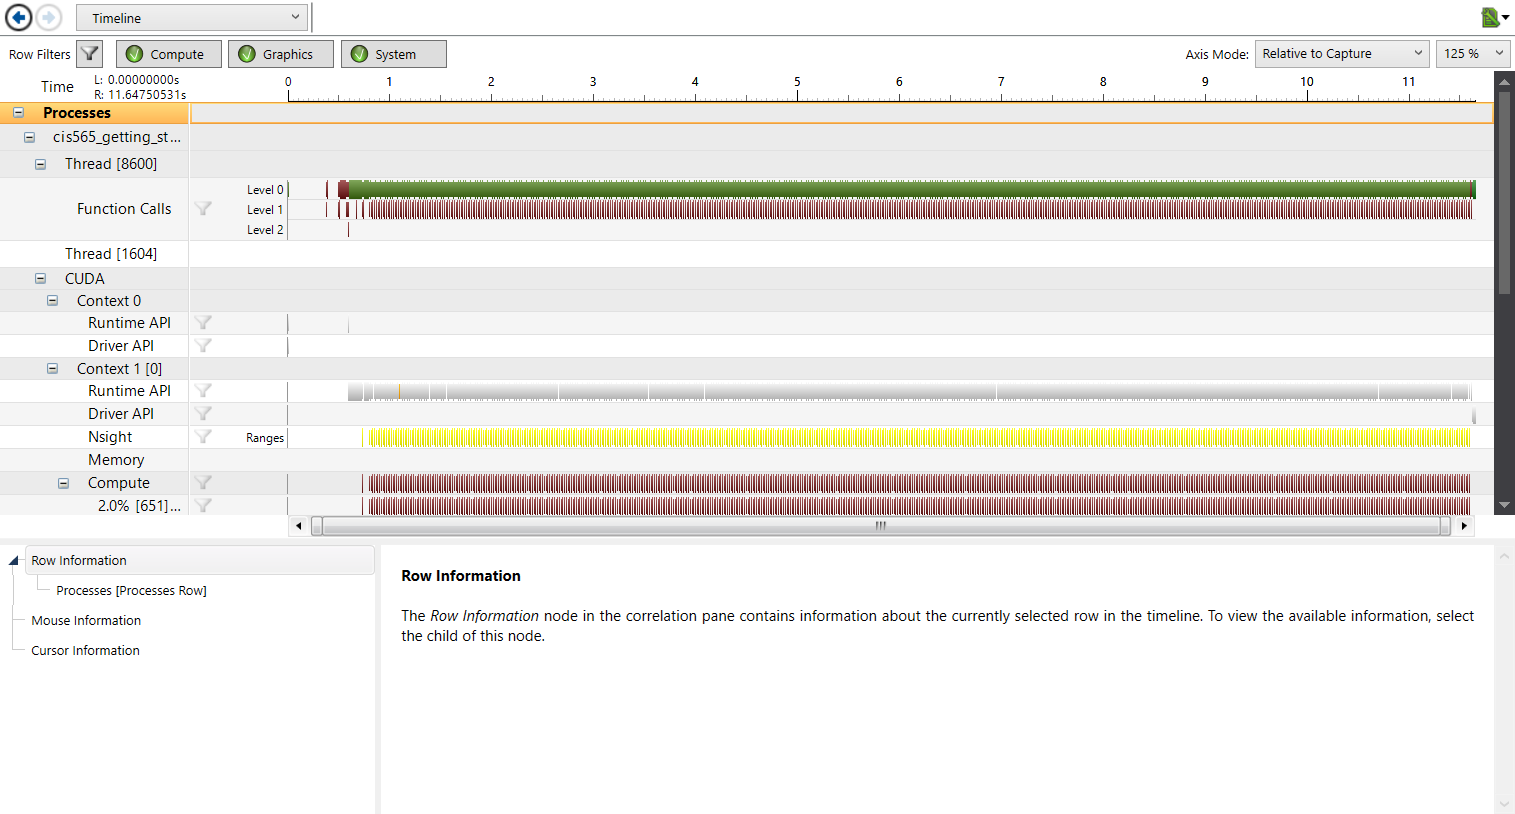 Timeline
Row Filters Compute Graphics System Axis Mode: Relative to Capture 125 %
Time L: 0.00000000s
R: 11.64750531s
0 1 2 3 4 5 6 7 8 9 10 11
Processes
cis565_getting_st...
Thread [8600]
Function Calls
Level 0
Level 1
Level 2
Thread [1604]
CUDA
Context 0
Runtime API
Driver API
Context 1 [0]
Runtime API
Driver API
Nsight Ranges
Memory
Compute
2.0% [651]...
Row Information
Processes [Processes Row]
Mouse Information
Cursor Information
Row Information
The Row Information node in the correlation pane contains information about the currently selected row in the timeline. To view the available information, select
the child of this node.